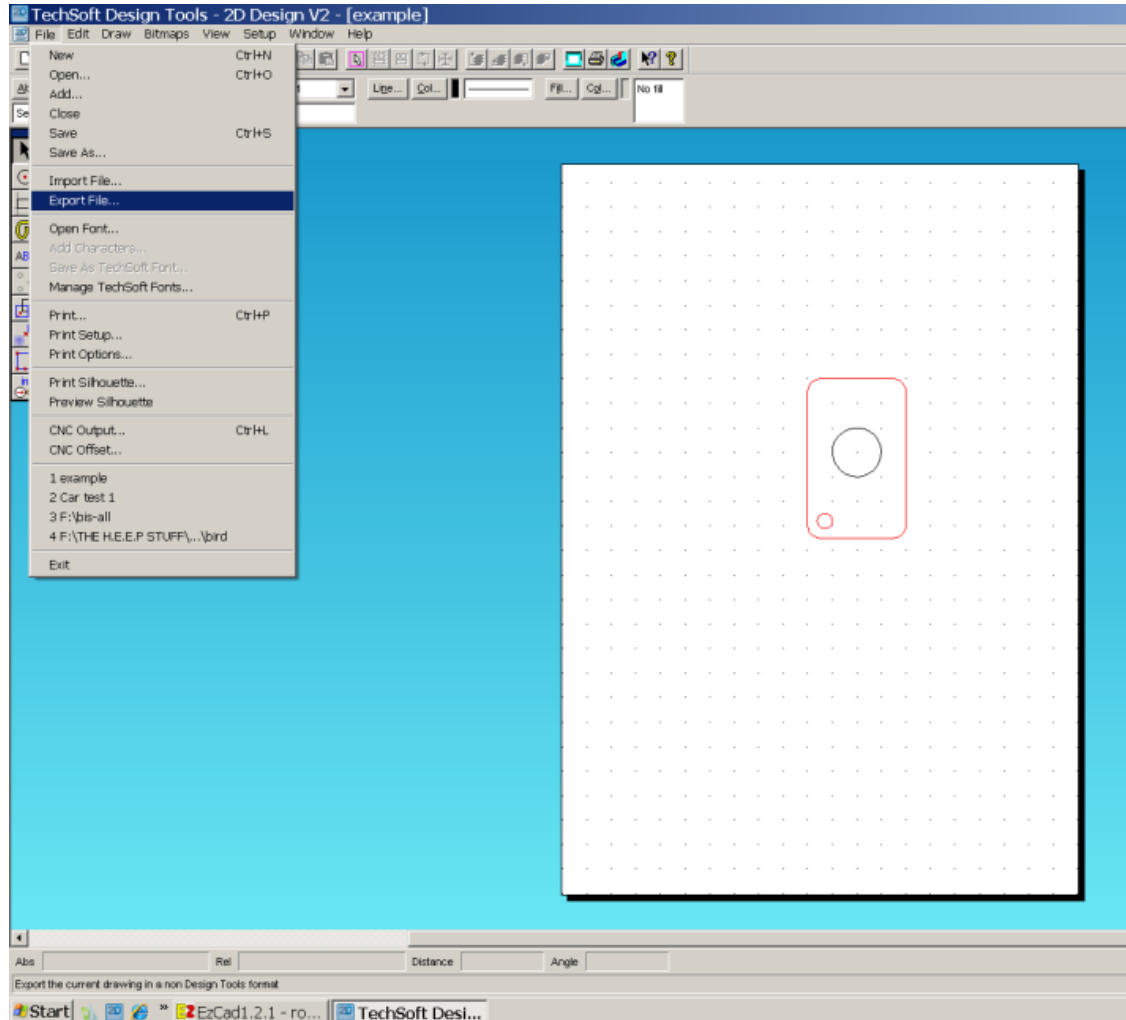 TechSoft Design Tools - 2D Design V2 - [example]
File Edit Draw Bitmaps View Setup Window Help
New Ctrl+N
Open... Ctrl+O
Add...
Close
Save Ctrl+S
Save As...
Import File...
Export File...
Open Font...
Add Characters...
Save As TechSoft Font...
Manage TechSoft Fonts...
Print... Ctrl+P
Print Setup...
Print Options...
Print Silhouette...
Preview Silhouette
CNC Output... Ctrl+L
CNC Offset...
1 example
2 Car test 1
3 F:\bis-all
4 F:\THE H.E.E.P STUFF\,...\bird
Exit
Line... Col... Fill... Col... No fill
Abs Rel Distance Angle
Export the current drawing in a non Design Tools format
Start » EzCad1.2.1 - ro... TechSoft Desi...